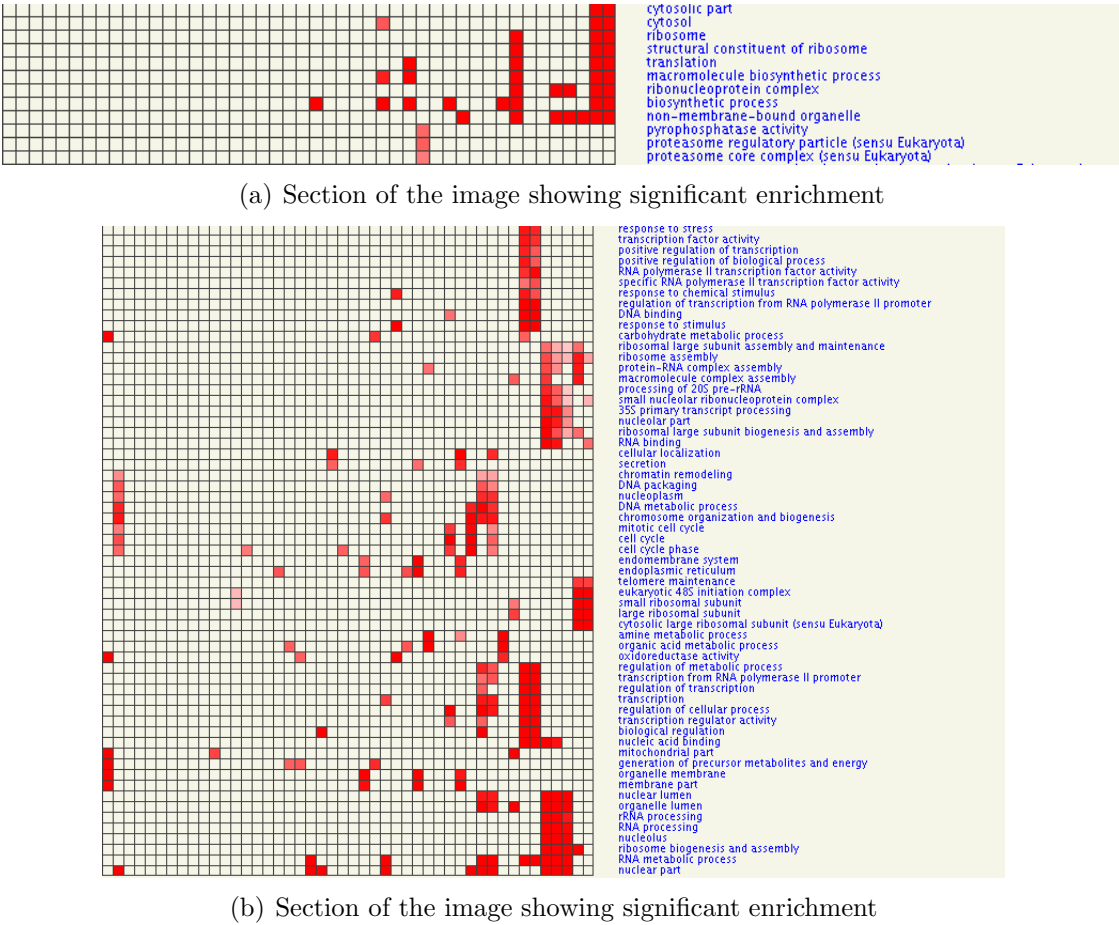 cytosolic part
cytosol
ribosome
structural constituent of ribosome
translation
macromolecule biosynthetic process
ribonucleoprotein complex
biosynthetic process
non-membrane-bound organelle
pyrophosphatase activity
proteasome regulatory particle (sensu Eukaryota)
proteasome core complex (sensu Eukaryota)
(a) Section of the image showing significant enrichment
response to stress
transcription factor activity
positive regulation of transcription
positive regulation of biological process
RNA polymerase II transcription factor activity
specific RNA polymerase II transcription factor activity
response to chemical stimulus
regulation of transcription from RNA polymerase II promoter
DNA binding
response to stimulus
carbohydrate metabolic process
ribosomal large subunit assembly and maintenance
ribosome assembly
protein-RNA complex assembly
macromolecule complex assembly
processing of 20S pre-rRNA
small nucleolar ribonucleoprotein complex
35S primary transcript processing
nucleolar part
ribosomal large subunit biogenesis and assembly
RNA binding
cellular localization
secretion
chromatin remodeling
DNA packaging
nucleoplasm
DNA metabolic process
chromosome organization and biogenesis
mitotic cell cycle
cell cycle
cell cycle phase
endomembrane system
endoplasmic reticulum
telomere maintenance
eukaryotic 48S initiation complex
small ribosomal subunit
large ribosomal subunit
cytosolic large ribosomal subunit (sensu Eukaryota)
amine metabolic process
organic acid metabolic process
oxidoreductase activity
regulation of metabolic process
transcription from RNA polymerase II promoter
regulation of transcription
transcription
regulation of cellular process
transcription regulator activity
biological regulation
nucleic acid binding
mitochondrial part
generation of precursor metabolites and energy
organelle membrane
membrane part
nuclear lumen
organelle lumen
rRNA processing
RNA processing
nucleolus
ribosome biogenesis and assembly
RNA metabolic process
nuclear part
(b) Section of the image showing significant enrichment